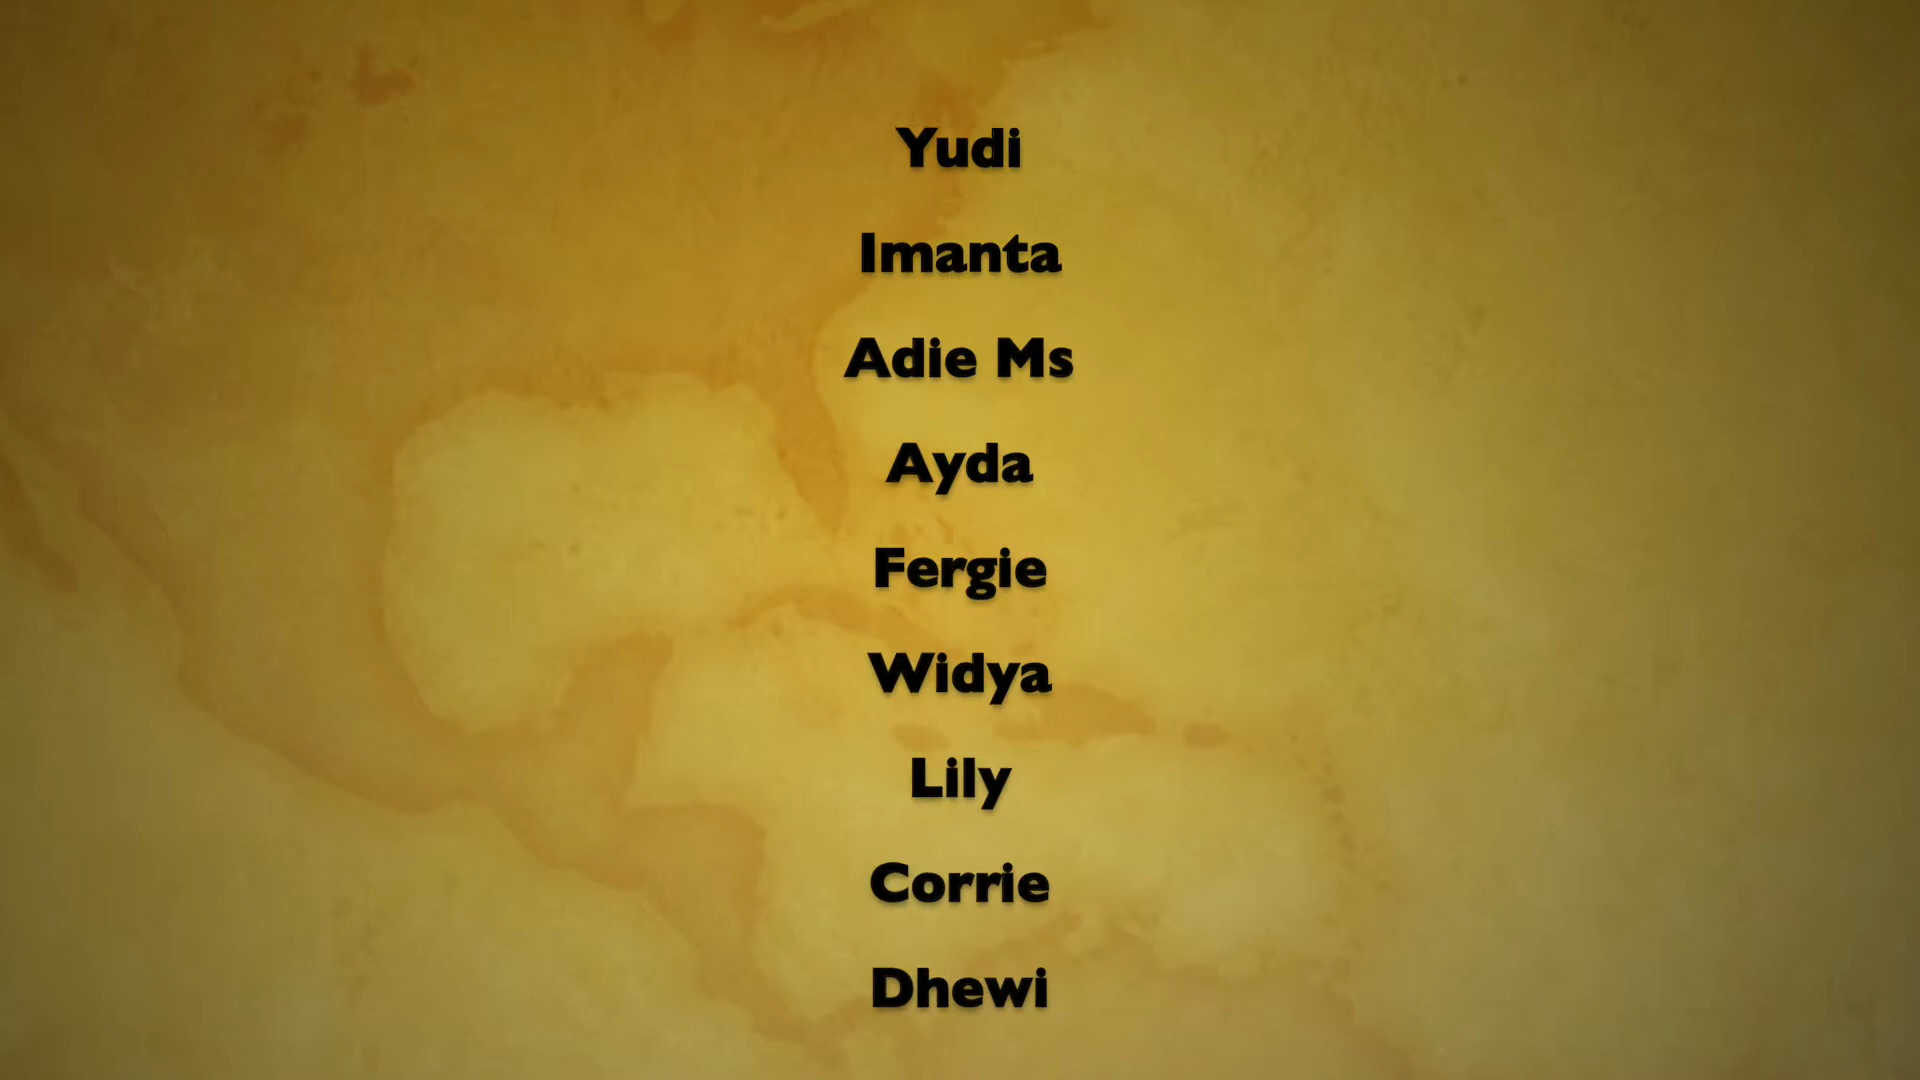 Yudi
Imanta
Adie Ms
Ayda
Fergie
Widya
Lily
Corrie
Dhewi